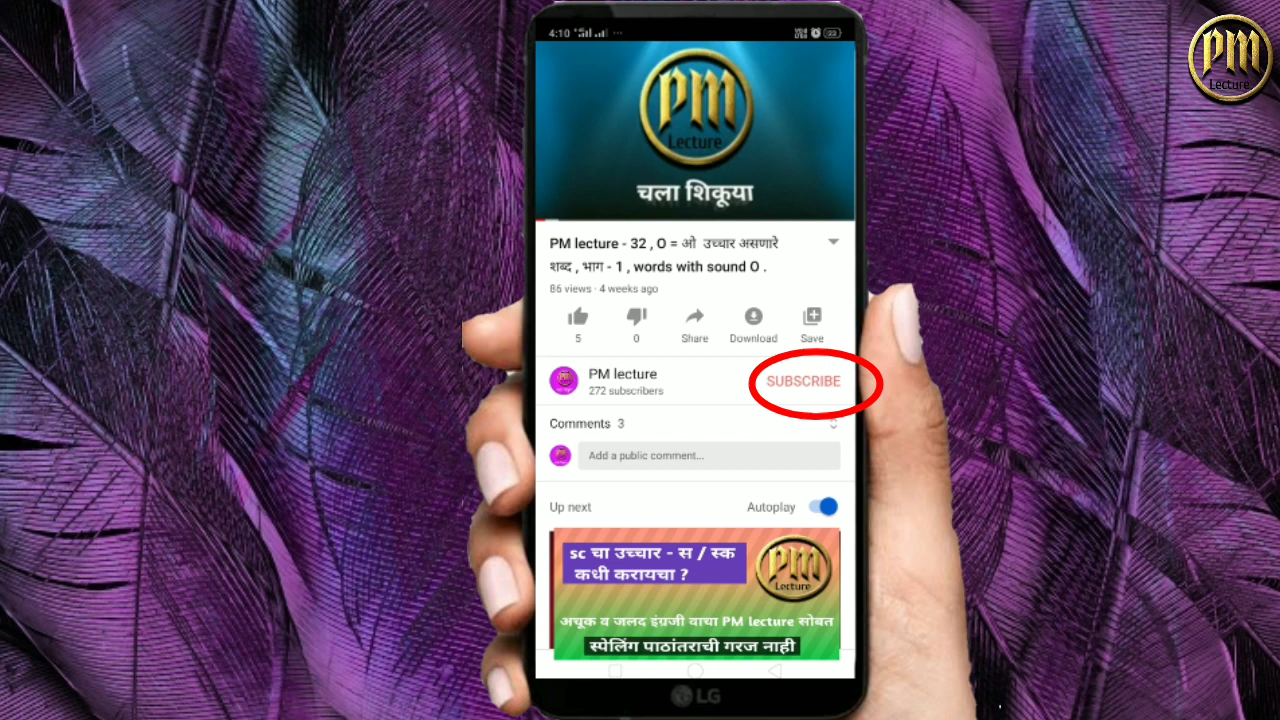 PM
Lecture
4:10
PM
Lecture
चला शिकूया
PM lecture - 32 , O = ओ उच्चार असणारे
शब्द , भाग - 1 , words with sound O .
86 views · 4 weeks ago
5 0 Share Download Save
PM lecture
272 subscribers
SUBSCRIBE
Comments 3
Add a public comment...
Up next Autoplay
sc चा उच्चार - स / स्क
कधी करायचा ?
PM
Lecture
अचूक व जलद इंग्रजी वाचा PM lecture सोबत
स्पेलिंग पाठांतराची गरज नाही
LG